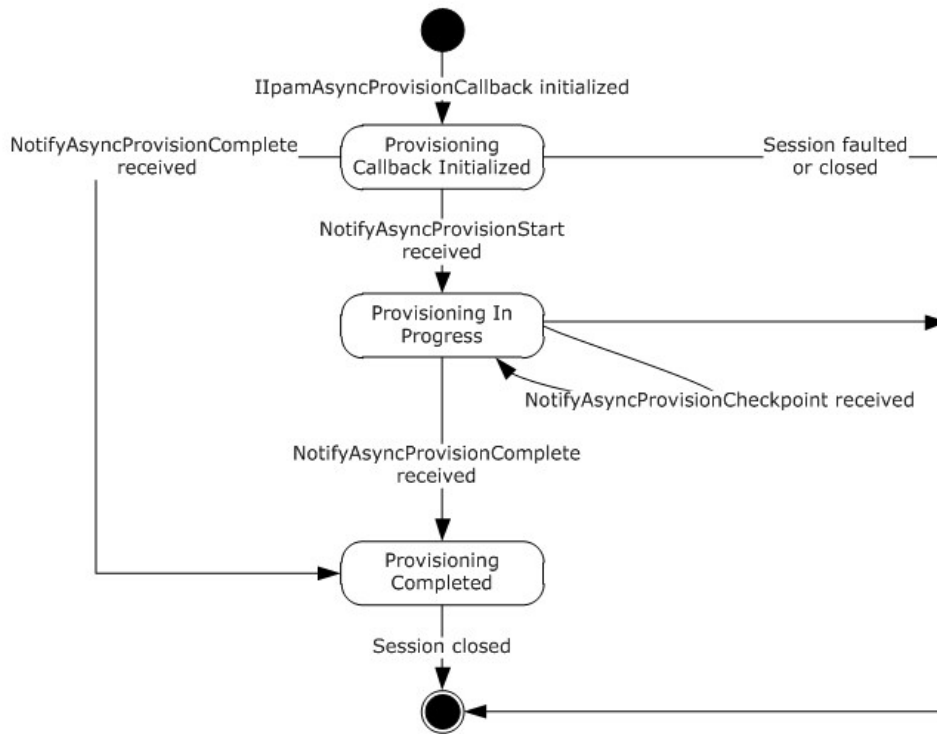 IIpamAsyncProvisionCallback initialized
NotifyAsyncProvisionComplete
received
Provisioning
Callback Initialized
Session faulted
or closed
NotifyAsyncProvisionStart
received
Provisioning In
Progress
NotifyAsyncProvisionCheckpoint received
NotifyAsyncProvisionComplete
received
Provisioning
Completed
Session closed